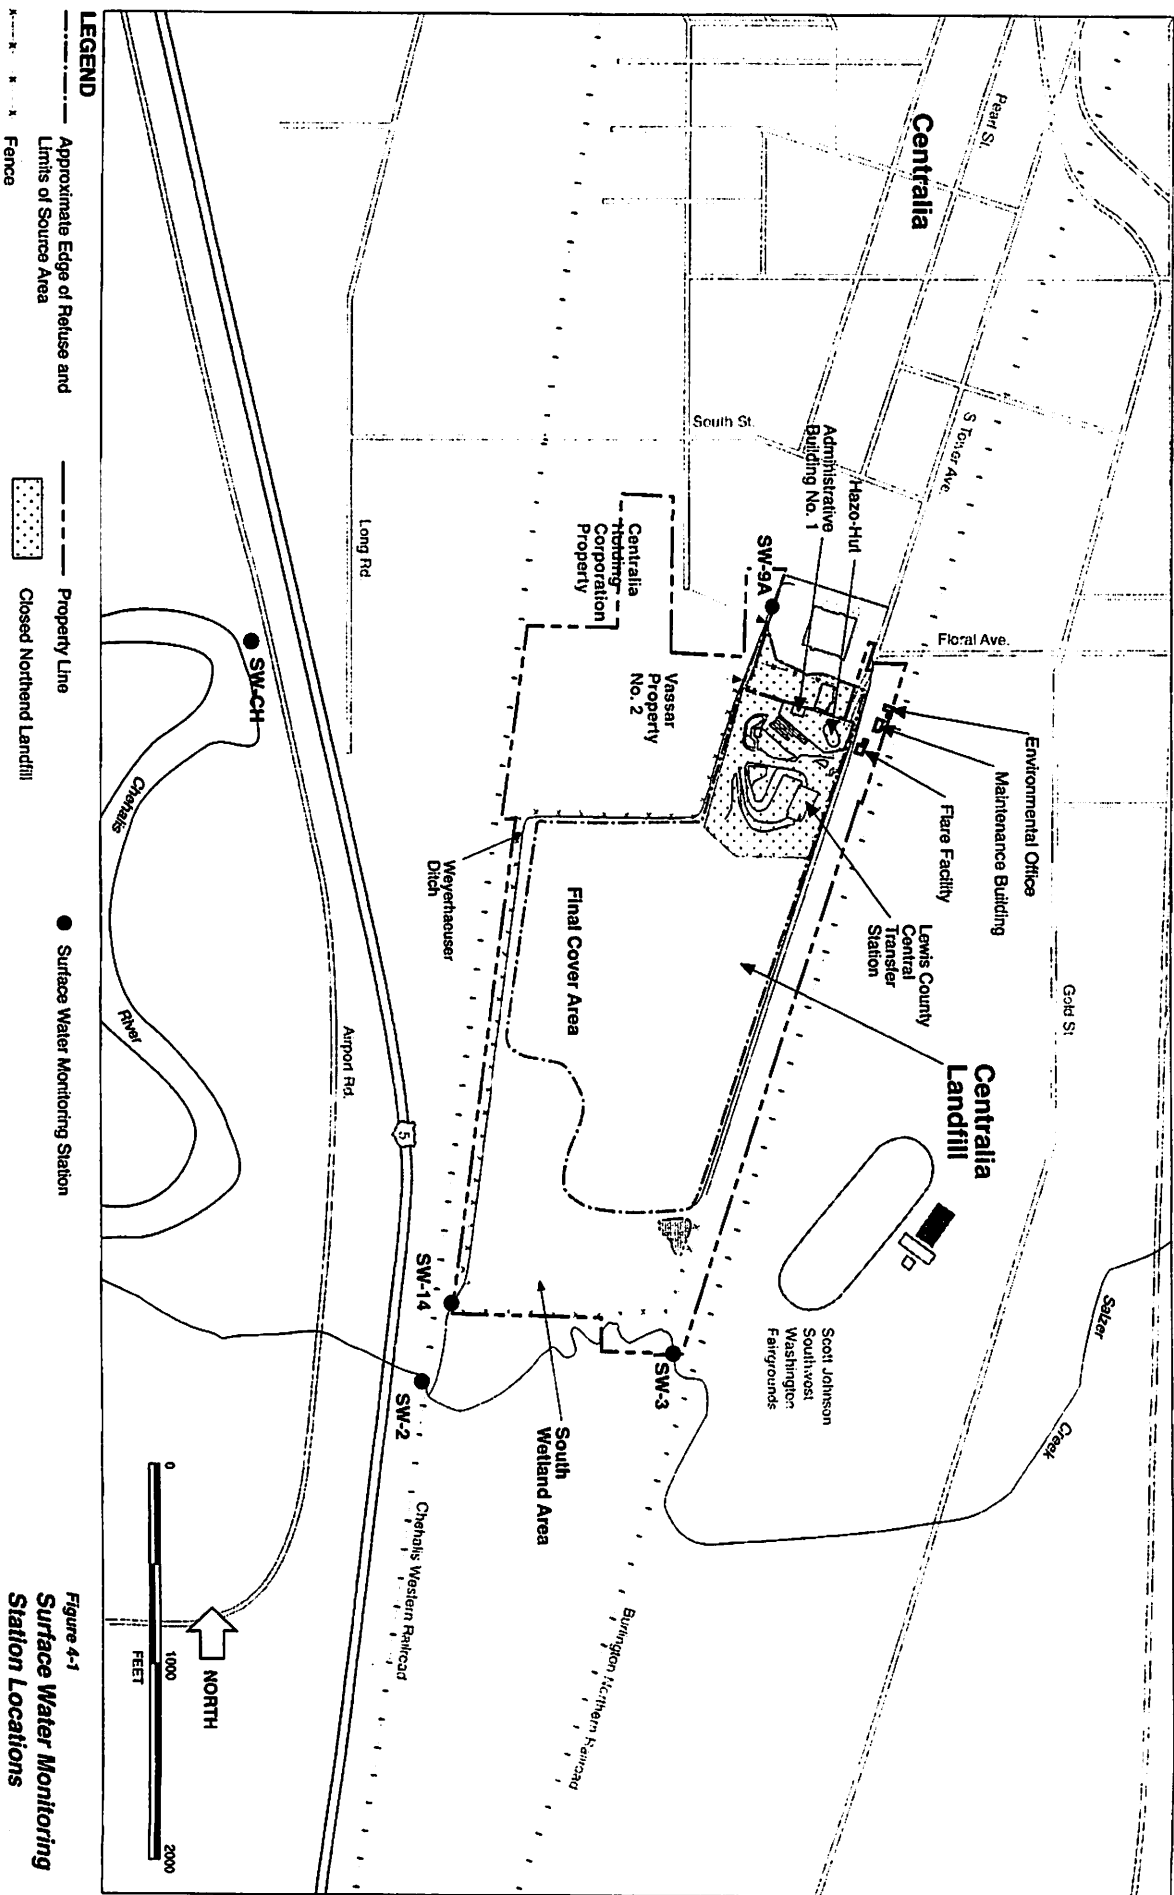 Centralia
Pearl St.
S Tower Ave
South St.
Administrative
Building No. 1
Hazo-Hut
SW-9A
Floral Ave.
Environmental Office
Maintenance Building
Flare Facility
Lewis County
Central
Transfer
Station
Gold St
Centralia
Holding
Corporation
Property
Vassar
Property
No. 2
Long Rd
SW-CH
Chehalis
River
Airport Rd.
5
Weyerhaeuser
Ditch
Final Cover Area
Centralia
Landfill
Scott Johnson
Southwest
Washington
Fairgrounds
Salzer
Creek
SW-14
SW-2
SW-3
South
Wetland Area
Chehalis Western Railroad
Burlington Northern Railroad
NORTH
0
1000
2000
FEET
LEGEND
Approximate Edge of Refuse and
Limits of Source Area
Fence
Property Line
Closed Northend Landfill
Surface Water Monitoring Station
Figure 4-1
Surface Water Monitoring
Station Locations